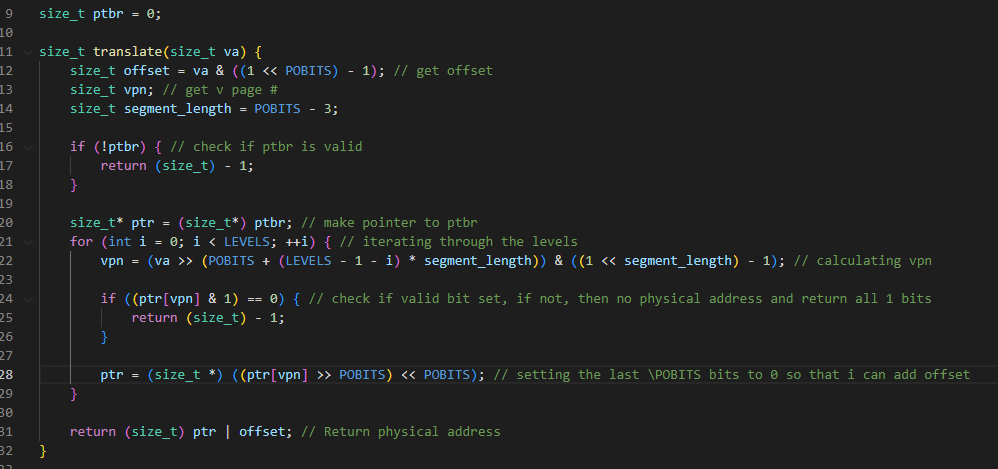 9 size_t ptbr = 0;
10
11 size_t translate(size_t va) {
12 size_t offset = va & ((1 << POBITS) - 1); // get offset
13 size_t vpn; // get v page #
14 size_t segment_length = POBITS - 3;
15
16 if (!ptbr) { // check if ptbr is valid
17 return (size_t) - 1;
18 }
19
20 size_t* ptr = (size_t*) ptbr; // make pointer to ptbr
21 for (int i = 0; i < LEVELS; ++i) { // iterating through the levels
22 vpn = (va >> (POBITS + (LEVELS - 1 - i) * segment_length)) & ((1 << segment_length) - 1); // calculating vpn
23
24 if ((ptr[vpn] & 1) == 0) { // check if valid bit set, if not, then no physical address and return all 1 bits
25 return (size_t) - 1;
26 }
27
28 ptr = (size_t *) ((ptr[vpn] >> POBITS) << POBITS); // setting the last \POBITS bits to 0 so that i can add offset
29 }
30
31 return (size_t) ptr | offset; // Return physical address
32 }